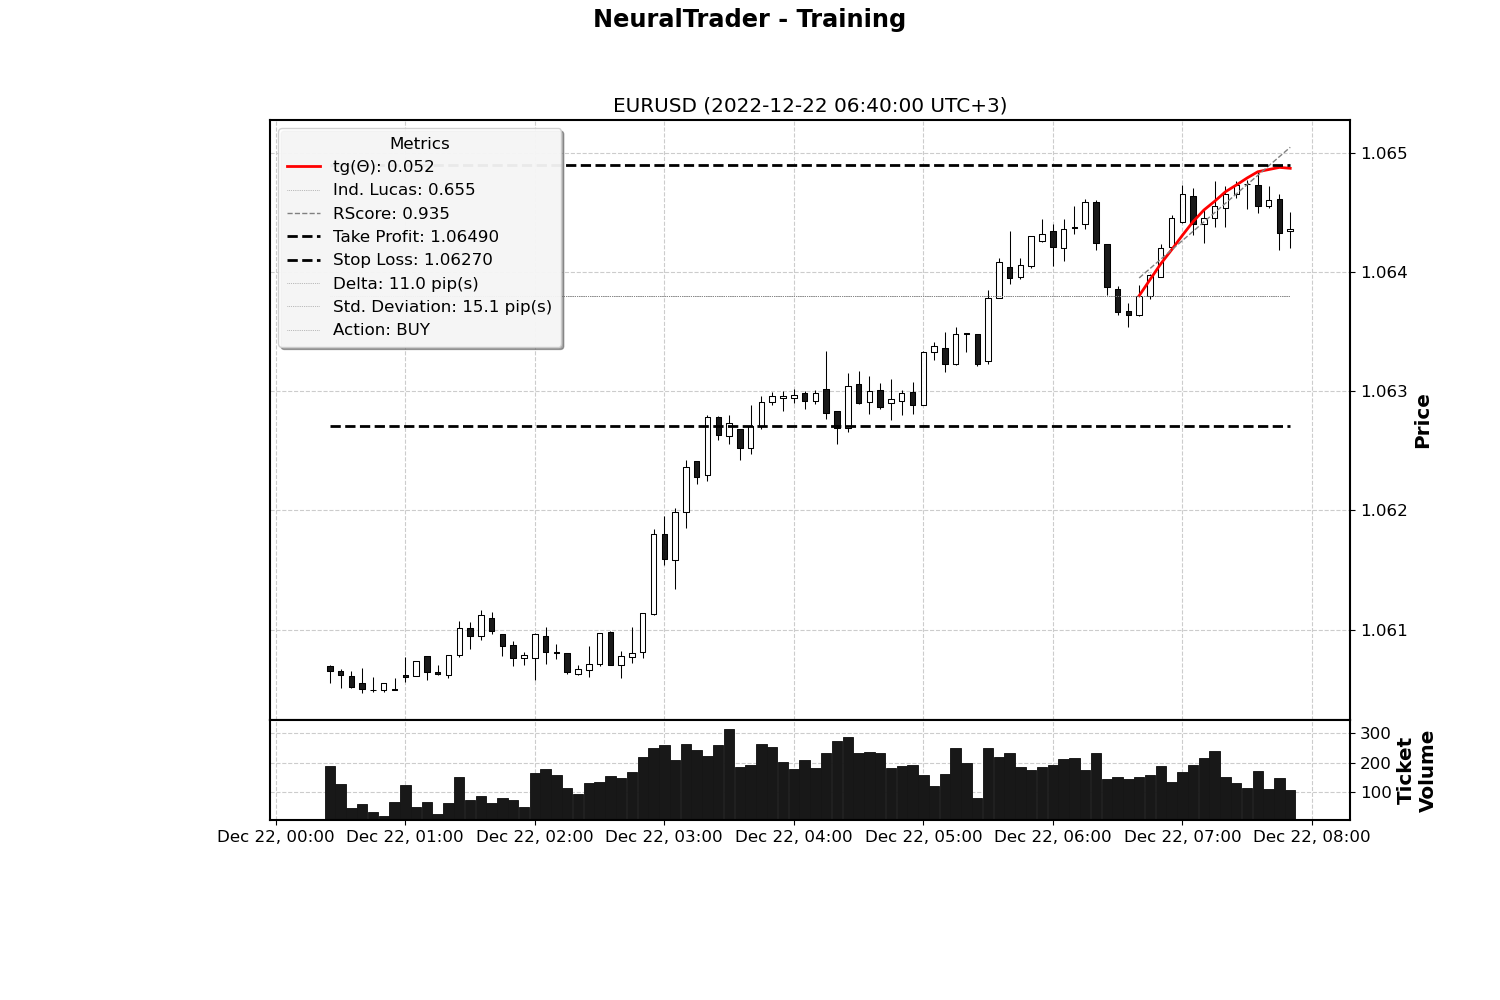 NeuralTrader - Training
EURUSD (2022-12-22 06:40:00 UTC+3)
Metrics
tg(Θ): 0.052
Ind. Lucas: 0.655
RScore: 0.935
Take Profit: 1.06490
Stop Loss: 1.06270
Delta: 11.0 pip(s)
Std. Deviation: 15.1 pip(s)
Action: BUY
1.065
1.064
1.063
1.062
1.061
Price
300
200
100
Ticket
Volume
Dec 22, 00:00
Dec 22, 01:00
Dec 22, 02:00
Dec 22, 03:00
Dec 22, 04:00
Dec 22, 05:00
Dec 22, 06:00
Dec 22, 07:00
Dec 22, 08:00